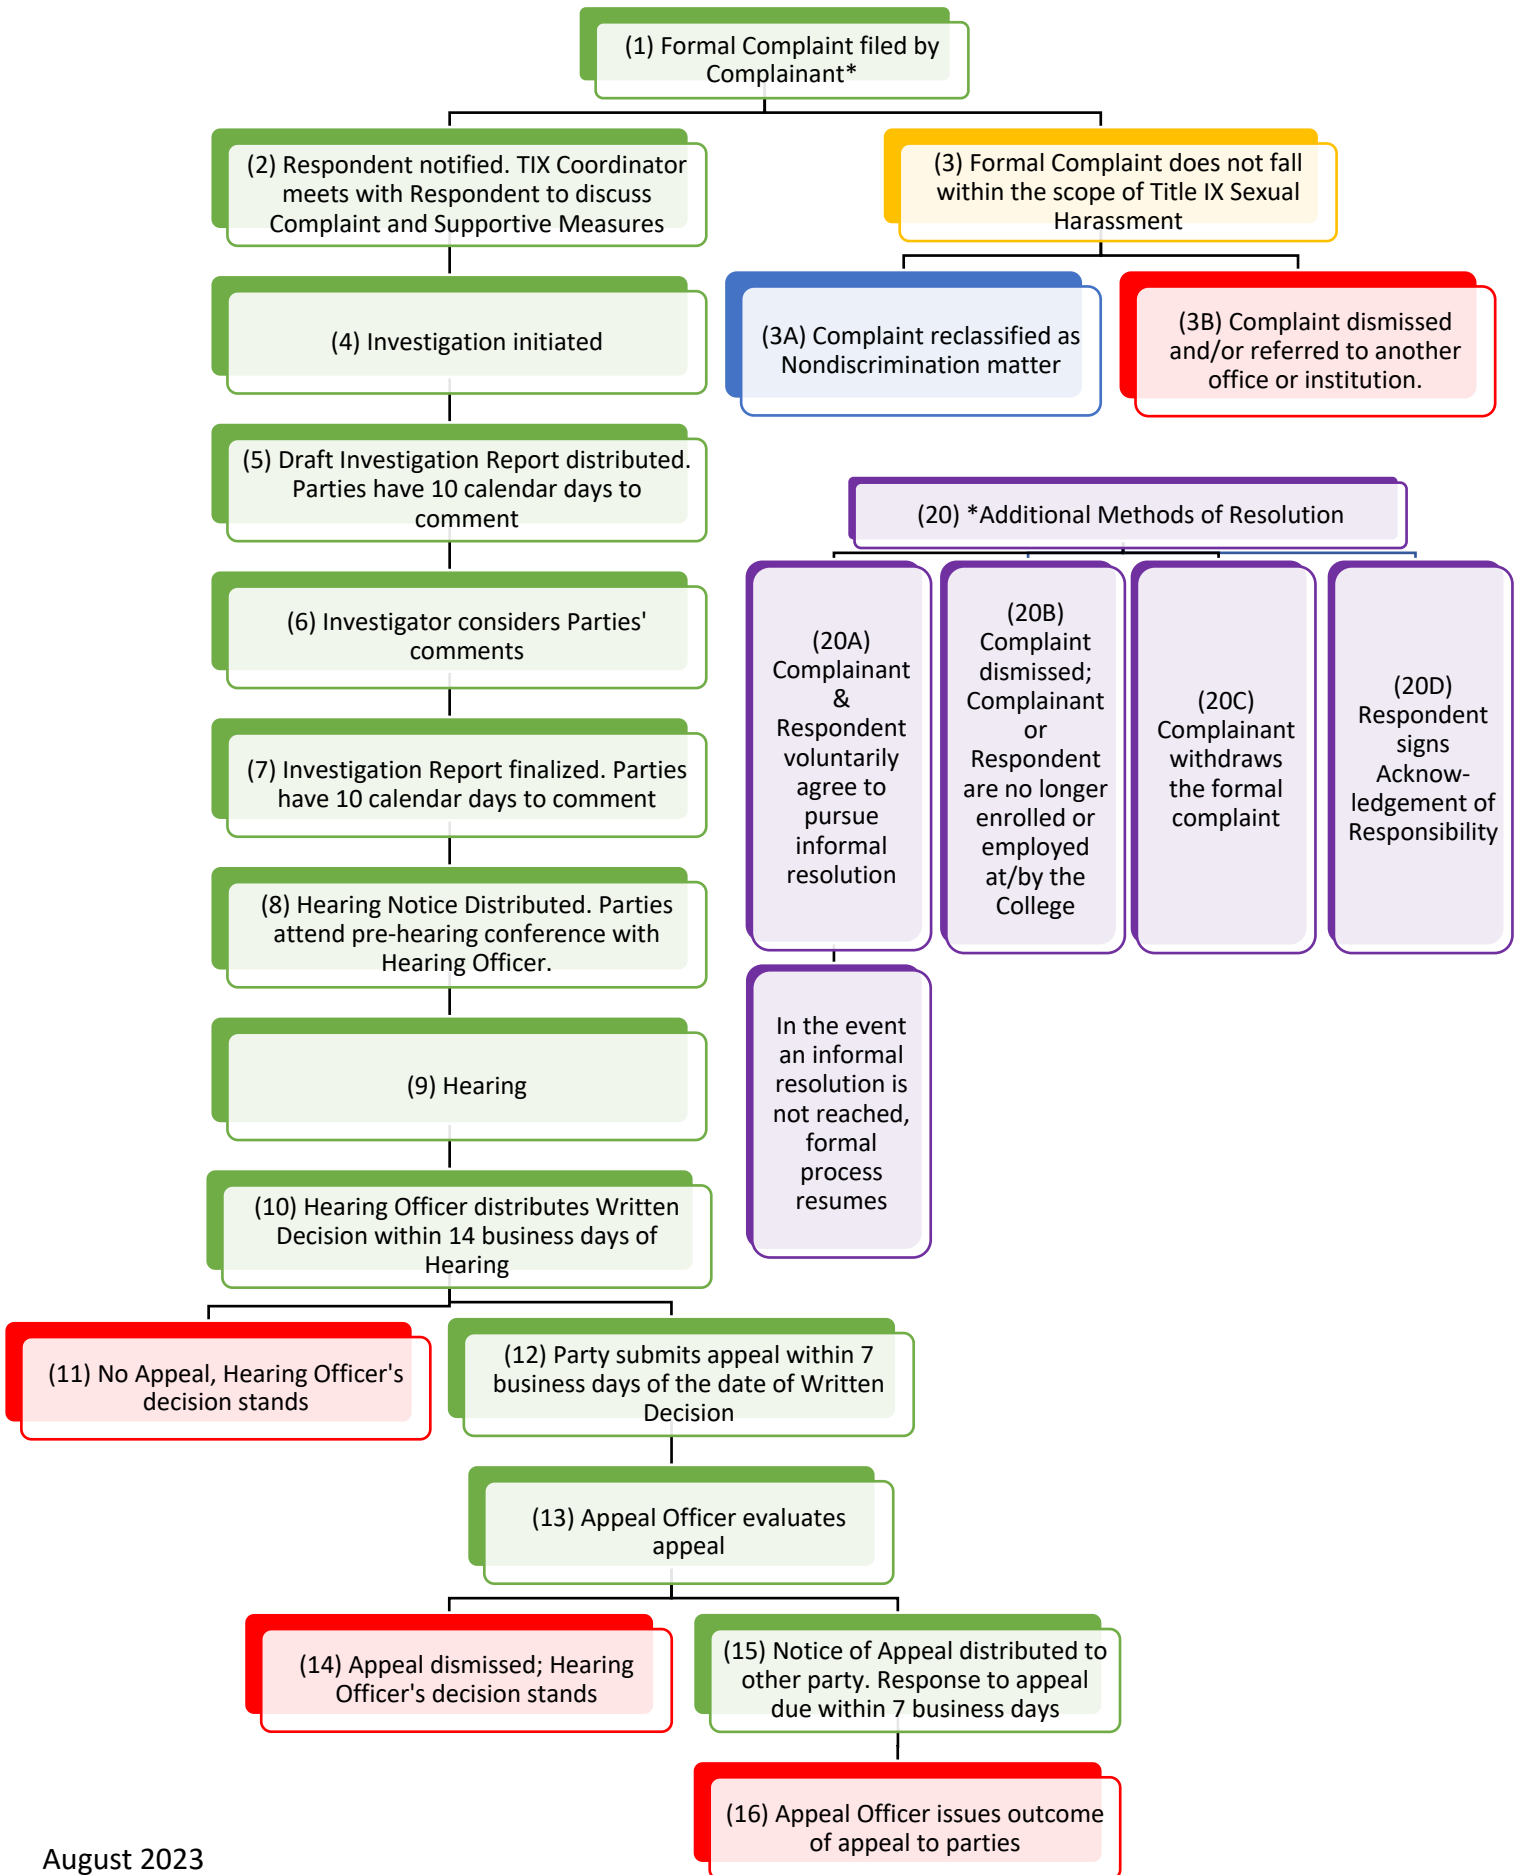 (1) Formal Complaint filed by
Complainant*
(2) Respondent notified. TIX Coordinator
meets with Respondent to discuss
Complaint and Supportive Measures
(3) Formal Complaint does not fall
within the scope of Title IX Sexual
Harassment
(3A) Complaint reclassified as
Nondiscrimination matter
(3B) Complaint dismissed
and/or referred to another
office or institution.
(4) Investigation initiated
(5) Draft Investigation Report distributed.
Parties have 10 calendar days to
comment
(6) Investigator considers Parties'
comments
(7) Investigation Report finalized. Parties
have 10 calendar days to comment
(8) Hearing Notice Distributed. Parties
attend pre-hearing conference with
Hearing Officer.
(9) Hearing
(10) Hearing Officer distributes Written
Decision within 14 business days of
Hearing
(11) No Appeal, Hearing Officer's
decision stands
(12) Party submits appeal within 7
business days of the date of Written
Decision
(13) Appeal Officer evaluates
appeal
(14) Appeal dismissed; Hearing
Officer's decision stands
(15) Notice of Appeal distributed to
other party. Response to appeal
due within 7 business days
(16) Appeal Officer issues outcome
of appeal to parties
(20) *Additional Methods of Resolution
(20A)
Complainant
&
Respondent
voluntarily
agree to
pursue
informal
resolution
In the event
an informal
resolution is
not reached,
formal
process
resumes
(20B)
Complaint
dismissed;
Complainant
or
Respondent
are no longer
enrolled or
employed
at/by the
College
(20C)
Complainant
withdraws
the formal
complaint
(20D)
Respondent
signs
Acknow-
ledgement of
Responsibility
August 2023